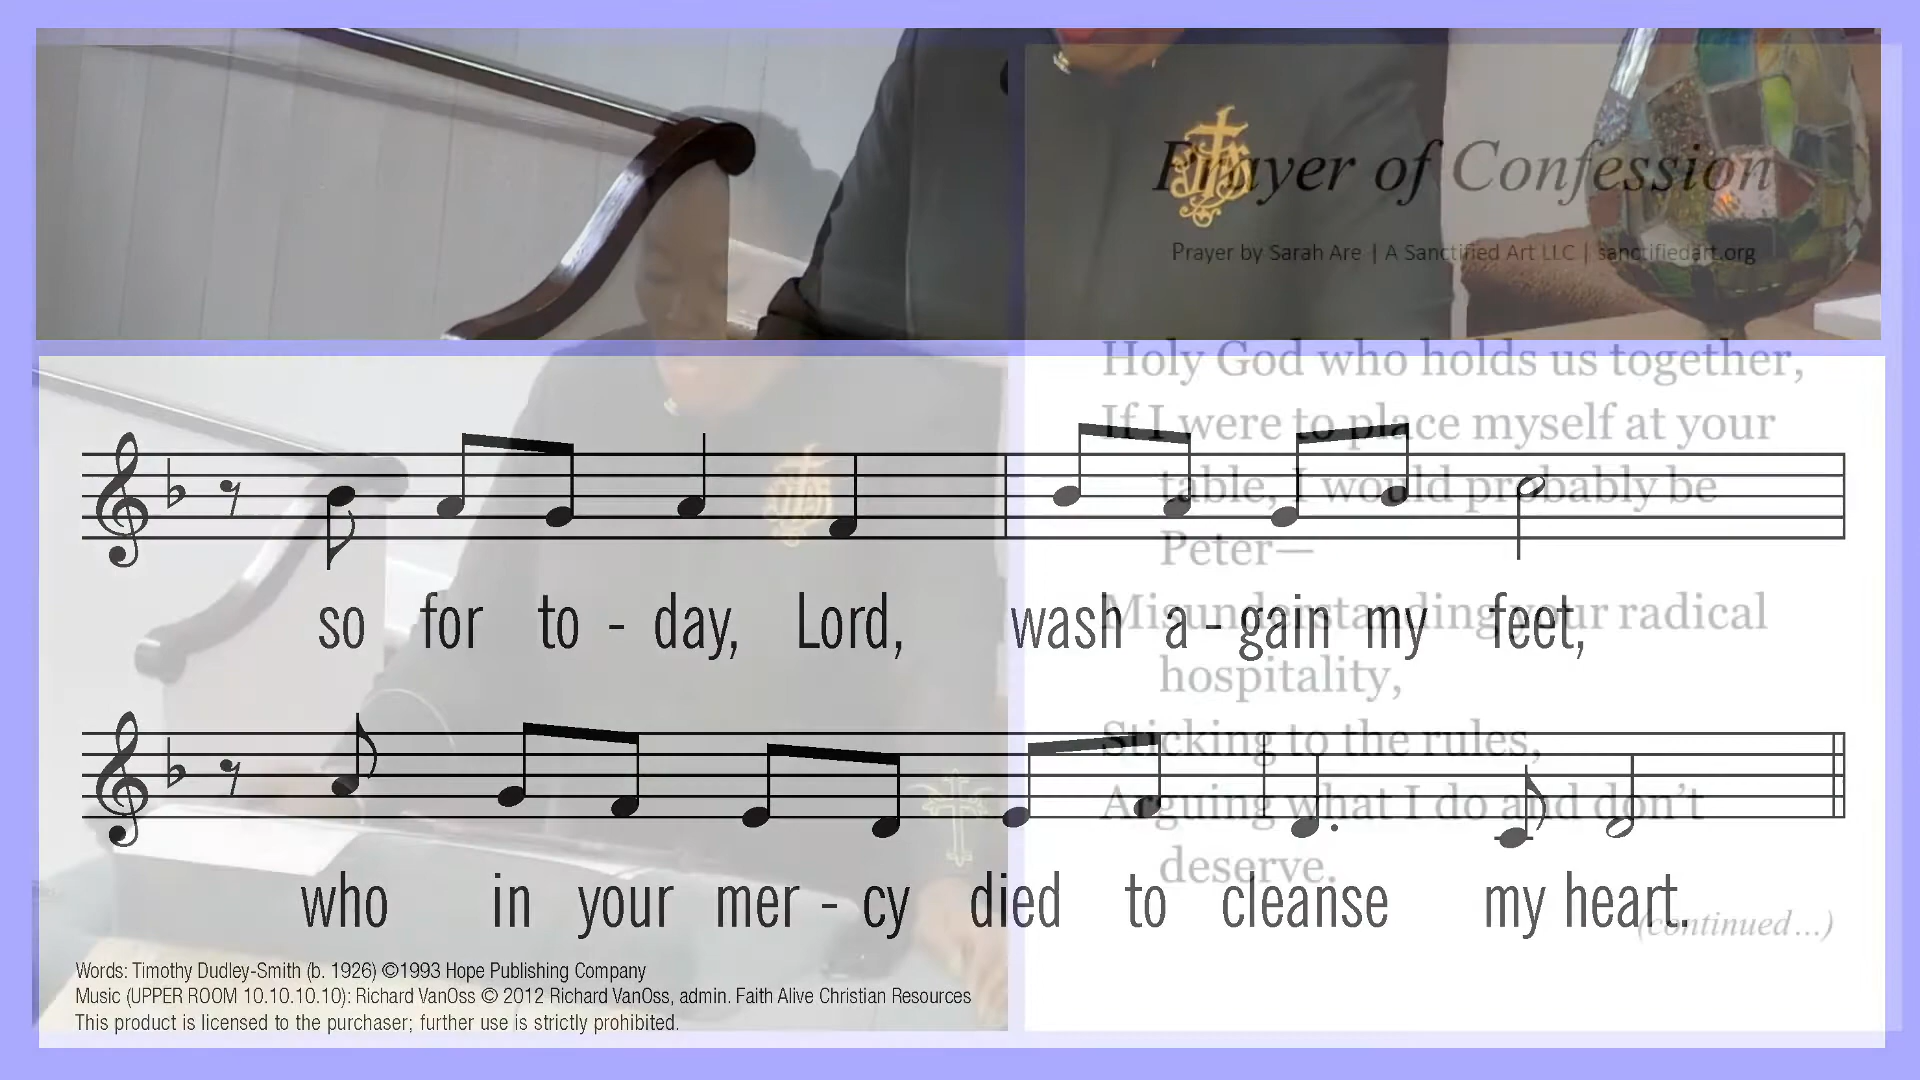 Prayer of Confession
Prayer by Sarah Are | A Sanctified Art LLC | sanctifiedart.org
Holy God who holds us together,
If I were to place myself at your
table, I would probably be
Peter—
Misunderstanding your radical
hospitality,
Sticking to the rules,
Arguing what I do and don’t
deserve.
(continued...)
so for to - day, Lord, wash a - gain my feet,
who in your mer - cy died to cleanse my heart.
Words: Timothy Dudley-Smith (b. 1926) ©1993 Hope Publishing Company
Music (UPPER ROOM 10.10.10.10): Richard VanOss © 2012 Richard VanOss, admin. Faith Alive Christian Resources
This product is licensed to the purchaser; further use is strictly prohibited.